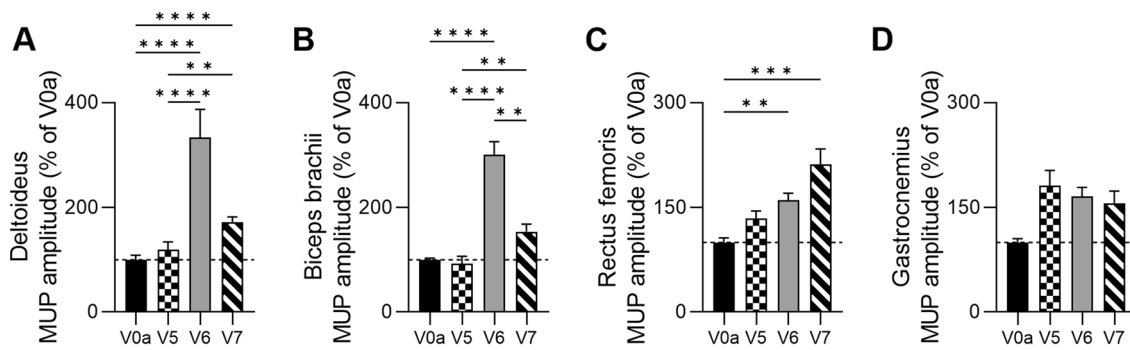 A
* * * *
* * * *
* *
* * * *
Deltoideus
MUP amplitude (% of V0a)
400
200
0
V0a V5 V6 V7
B
* * * *
* *
* * * *
* *
Biceps brachii
MUP amplitude (% of V0a)
400
200
0
V0a V5 V6 V7
C
* * *
* *
Rectus femoris
MUP amplitude (% of V0a)
300
150
0
V0a V5 V6 V7
D
Gastrocnemius
MUP amplitude (% of V0a)
300
150
0
V0a V5 V6 V7